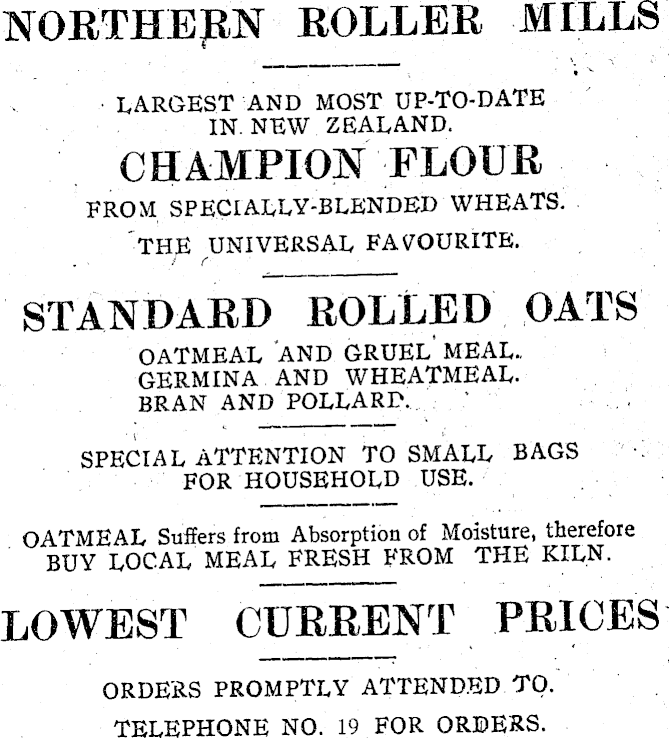 NORTHERN ROLLER MILLS
LARGEST AND MOST UP-TO-DATE
IN NEW ZEALAND.
CHAMPION FLOUR
FROM SPECIALLY-BLENDED WHEATS.
THE UNIVERSAL FAVOURITE.
STANDARD ROLLED OATS
OATMEAL AND GRUEL MEAL.
GERMINA AND WHEATMEAL.
BRAN AND POLLARD.
SPECIAL ATTENTION TO SMALL BAGS
FOR HOUSEHOLD USE.
OATMEAL Suffers from Absorption of Moisture, therefore
BUY LOCAL MEAL FRESH FROM THE KILN.
LOWEST CURRENT PRICES
ORDERS PROMPTLY ATTENDED TO.
TELEPHONE NO. 19 FOR ORDERS.